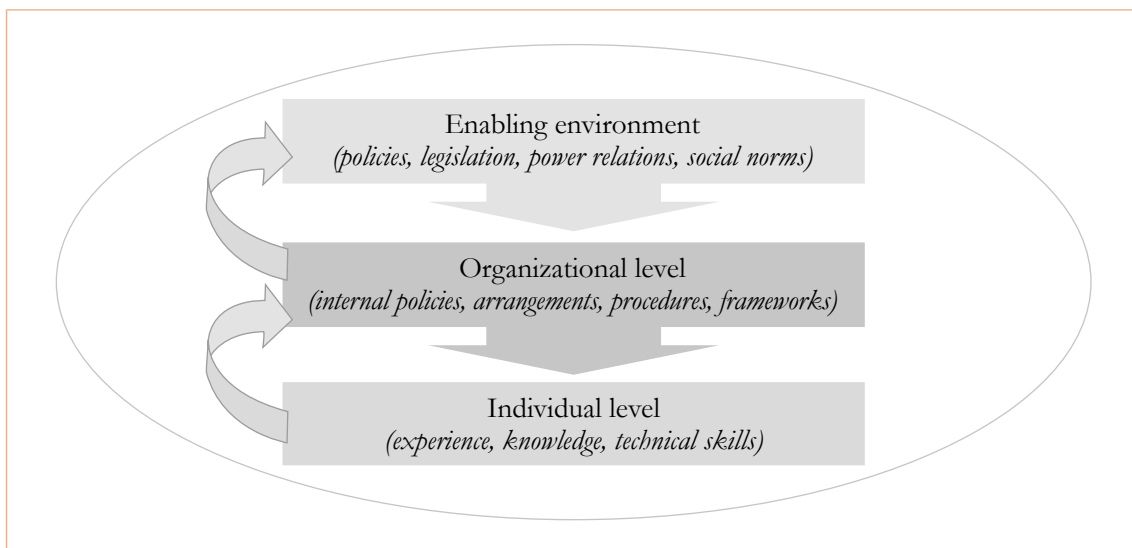 Enabling environment
(policies, legislation, power relations, social norms)
Organizational level
(internal policies, arrangements, procedures, frameworks)
Individual level
(experience, knowledge, technical skills)